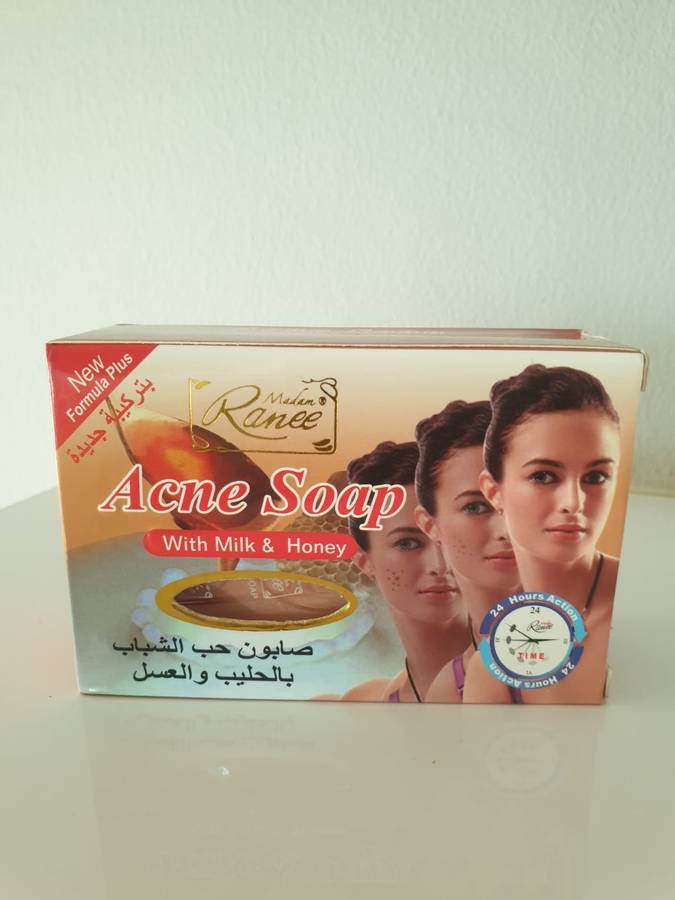 New
Formula Plus
بتركيبة جديدة
Madam
Ranee
Acne Soap
With Milk & Honey
صابون حب الشباب
بالحليب والعسل
24 Hours Action
24
Ranee
TIME
24 Hours Action